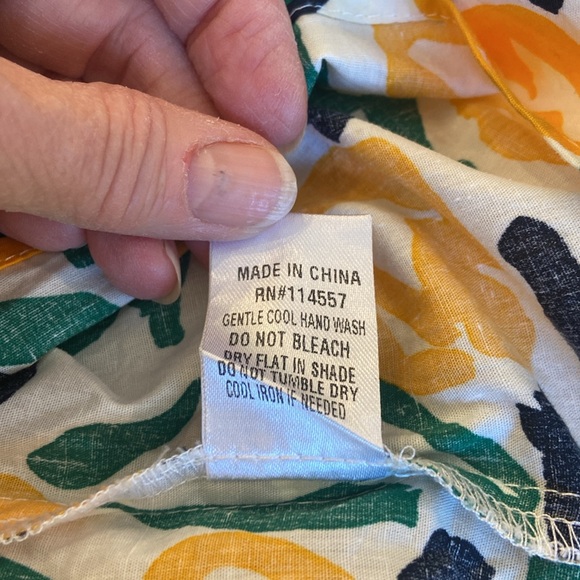 MADE IN CHINA
RN#114557
GENTLE COOL HAND WASH
DO NOT BLEACH
DRY FLAT IN SHADE
DO NOT TUMBLE DRY
COOL IRON IF NEEDED